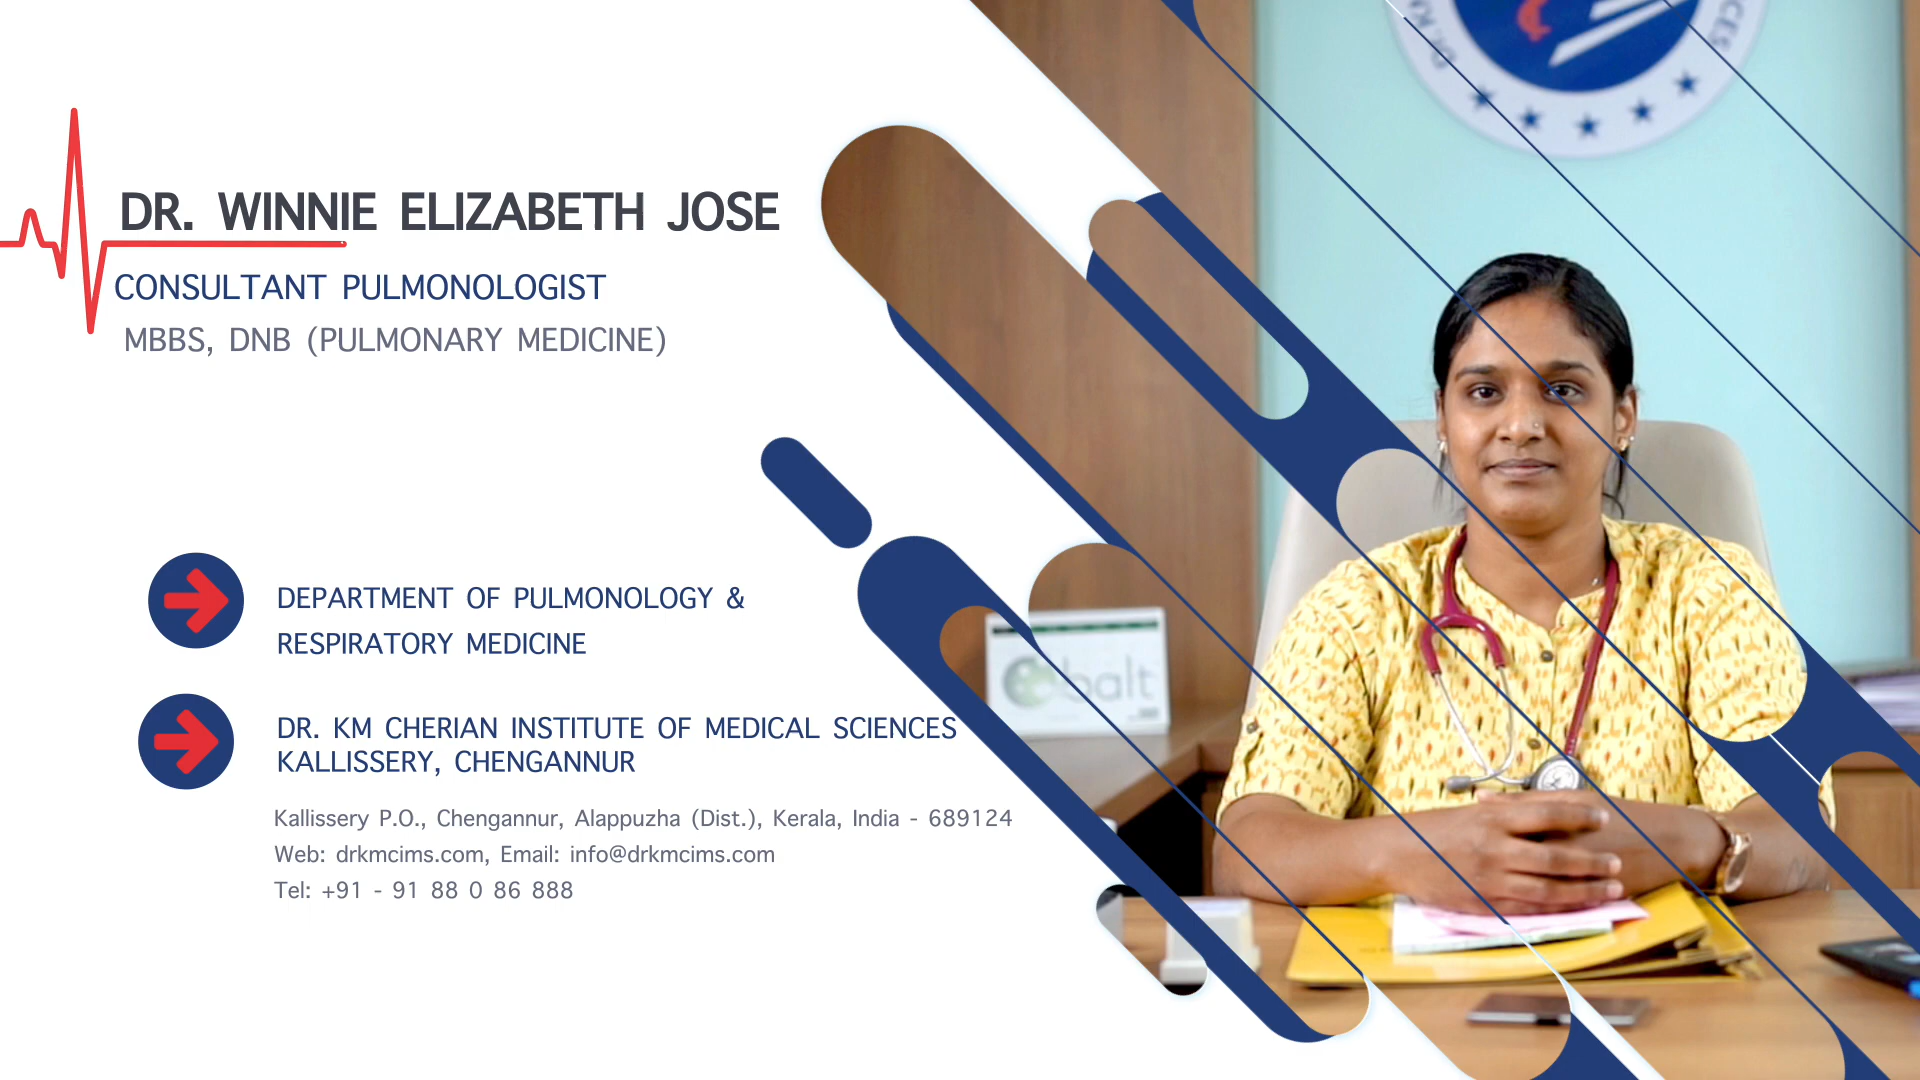 DR. WINNIE ELIZABETH JOSE
CONSULTANT PULMONOLOGIST
MBBS, DNB (PULMONARY MEDICINE)
DEPARTMENT OF PULMONOLOGY &
RESPIRATORY MEDICINE
DR. KM CHERIAN INSTITUTE OF MEDICAL SCIENCES
KALLISSERY, CHENGANNUR
Kallissery P.O., Chengannur, Alappuzha (Dist.), Kerala, India - 689124
Web: drkmcims.com, Email: info@drkmcims.com
Tel: +91 - 91 88 0 86 888